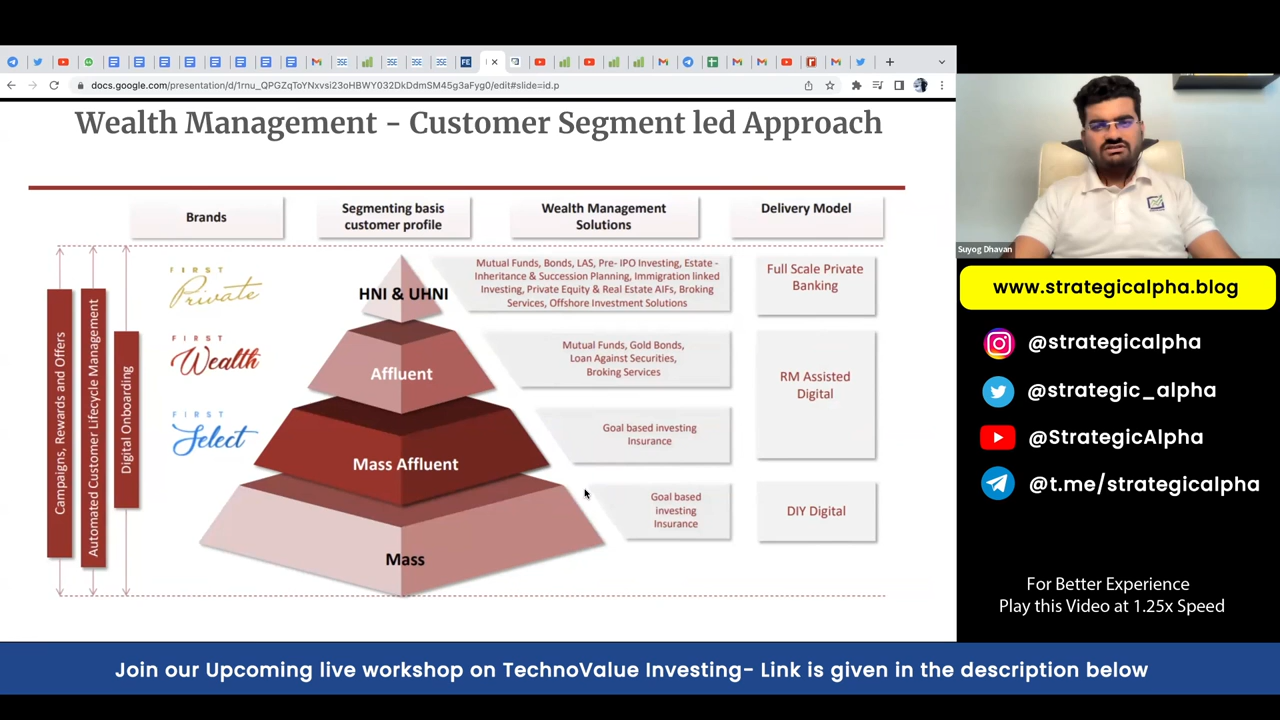 docs.google.com/presentation/d/1rnu_QPGZqToYNxvsi23oHBWY032DkDdmSM45g3aFyg0/edit#slide=id.p
Wealth Management - Customer Segment led Approach
Brands
Segmenting basis
customer profile
Wealth Management
Solutions
Delivery Model
Campaigns, Rewards and Offers
Automated Customer Lifecycle Management
Digital Onboarding
FIRST
Private
HNI & UHNI
Mutual Funds, Bonds, LAS, Pre- IPO Investing, Estate -
Inheritance & Succession Planning, Immigration linked
Investing, Private Equity & Real Estate AIFs, Broking
Services, Offshore Investment Solutions
Full Scale Private
Banking
FIRST
Wealth
Affluent
Mutual Funds, Gold Bonds,
Loan Against Securities,
Broking Services
RM Assisted
Digital
FIRST
Select
Mass Affluent
Goal based investing
Insurance
Mass
Goal based
investing
Insurance
DIY Digital
Suyog Dhavan
www.strategicalpha.blog
@strategicalpha
@strategic_alpha
@StrategicAlpha
@t.me/strategicalpha
For Better Experience
Play this Video at 1.25x Speed
Join our Upcoming live workshop on TechnoValue Investing- Link is given in the description below